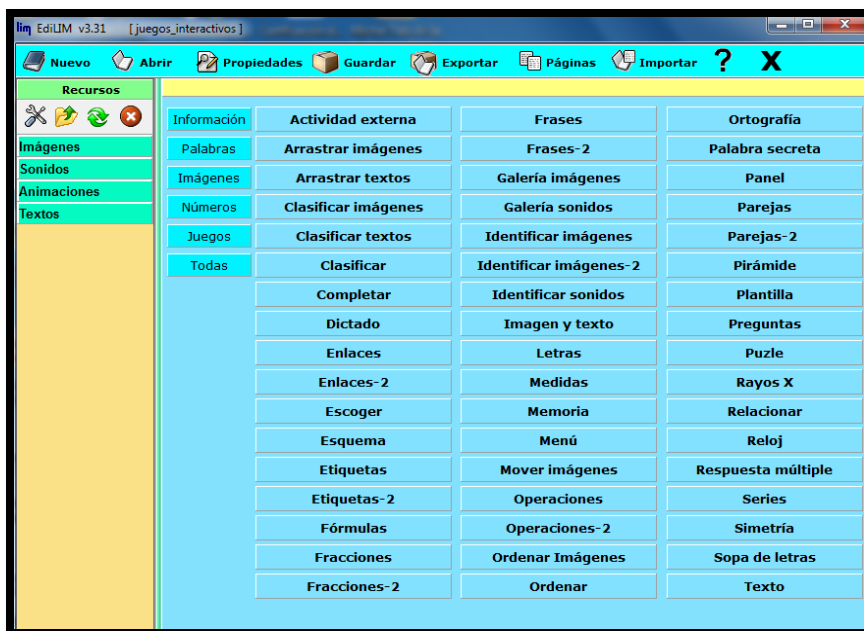 lim EdiLIM v3.31 [ juegos_interactivos ]
Nuevo Abrir Propiedades Guardar Exportar Páginas Importar ? X
Recursos
Imágenes
Sonidos
Animaciones
Textos
Información Actividad externa Frases Ortografía
Palabras Arrastrar imágenes Frases-2 Palabra secreta
Imágenes Arrastrar textos Galería imágenes Panel
Números Clasificar imágenes Galería sonidos Parejas
Juegos Clasificar textos Identificar imágenes Parejas-2
Todas Clasificar Identificar imágenes-2 Pirámide
Completar Identificar sonidos Plantilla
Dictado Imagen y texto Preguntas
Enlaces Letras Puzle
Enlaces-2 Medidas Rayos X
Escoger Memoria Relacionar
Esquema Menú Reloj
Etiquetas Mover imágenes Respuesta múltiple
Etiquetas-2 Operaciones Series
Fórmulas Operaciones-2 Simetría
Fracciones Ordenar Imágenes Sopa de letras
Fracciones-2 Ordenar Texto